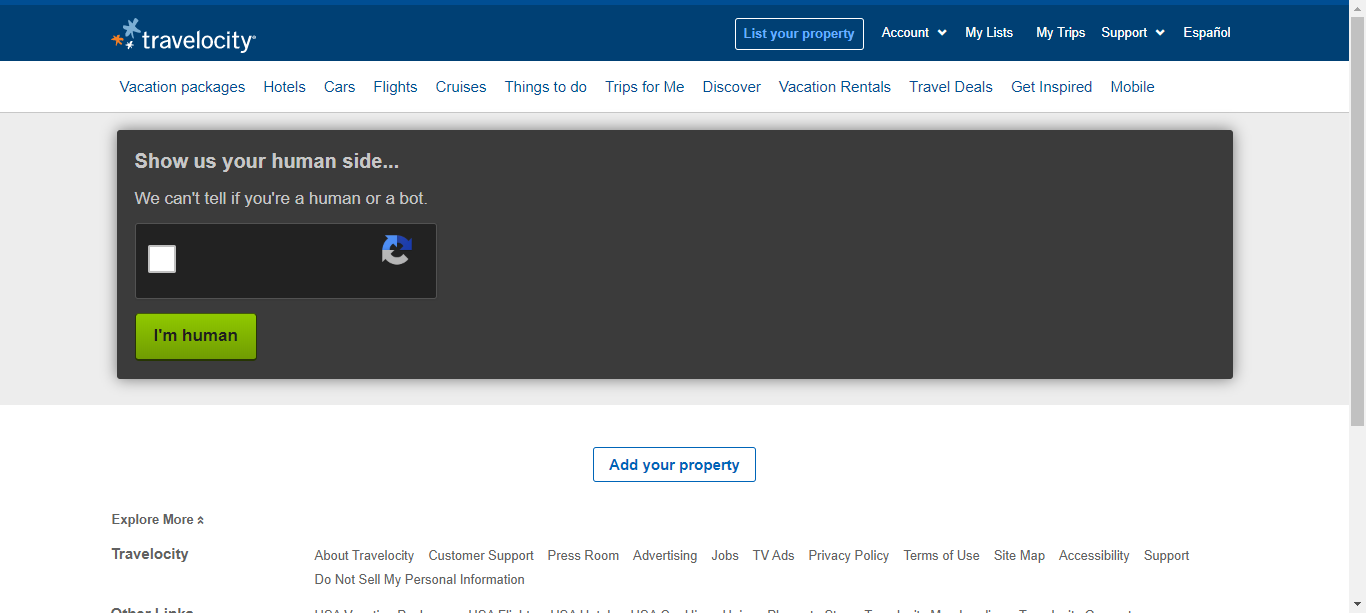 travelocity
List your property
Account
My Lists
My Trips
Support
Español
Vacation packages
Hotels
Cars
Flights
Cruises
Things to do
Trips for Me
Discover
Vacation Rentals
Travel Deals
Get Inspired
Mobile
Show us your human side...
We can't tell if you're a human or a bot.
I'm human
Add your property
Explore More
Travelocity
About Travelocity
Customer Support
Press Room
Advertising
Jobs
TV Ads
Privacy Policy
Terms of Use
Site Map
Accessibility
Support
Do Not Sell My Personal Information
Other Links